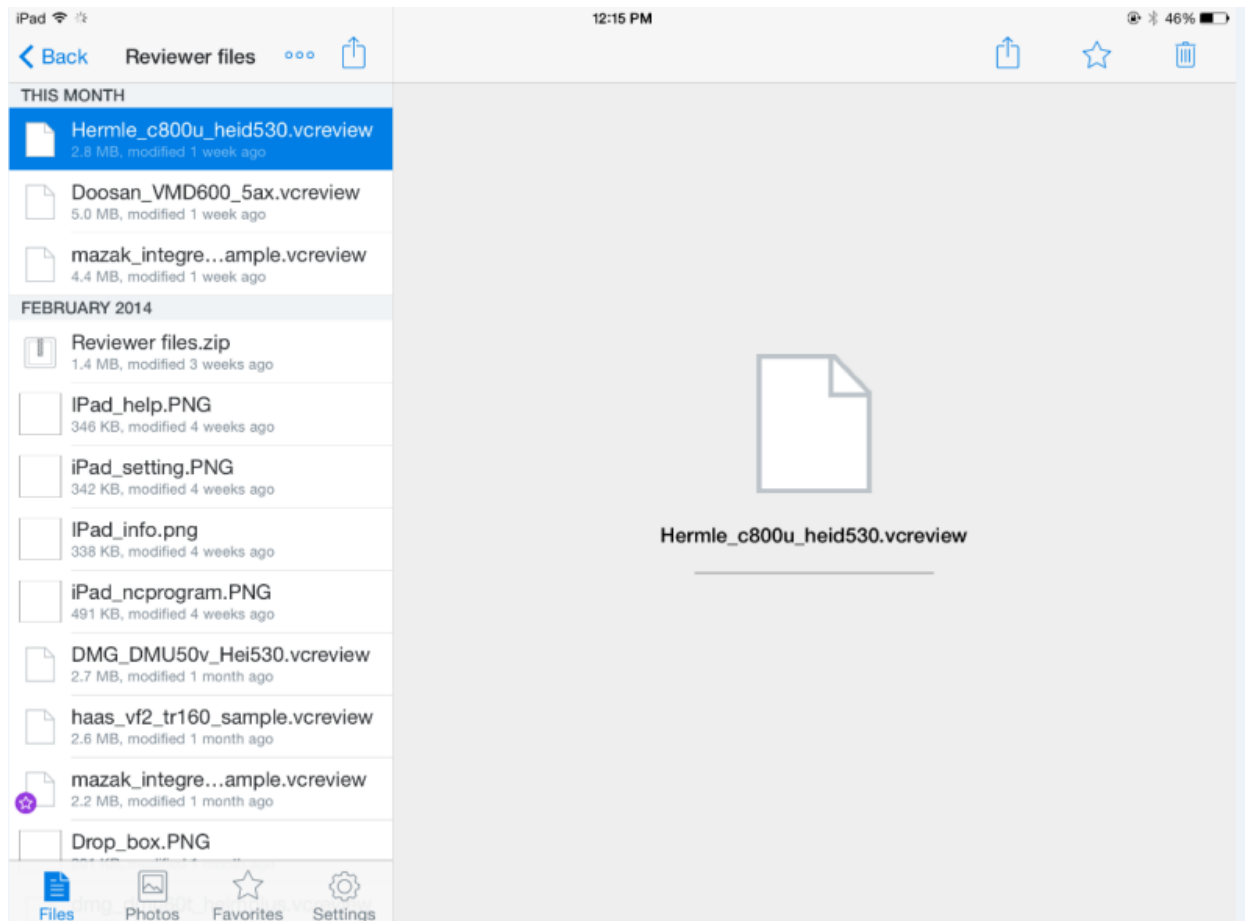 iPad 12:15 PM 46%
Back Reviewer files
THIS MONTH
Hermle_c800u_heid530.vcreview
2.8 MB, modified 1 week ago
Doosan_VMD600_5ax.vcreview
5.0 MB, modified 1 week ago
mazak_integre...ample.vcreview
4.4 MB, modified 1 week ago
FEBRUARY 2014
Reviewer files.zip
1.4 MB, modified 3 weeks ago
IPad_help.PNG
346 KB, modified 4 weeks ago
iPad_setting.PNG
342 KB, modified 4 weeks ago
IPad_info.png
338 KB, modified 4 weeks ago
iPad_ncprogram.PNG
491 KB, modified 4 weeks ago
DMG_DMU50v_Hei530.vcreview
2.7 MB, modified 1 month ago
haas_vf2_tr160_sample.vcreview
2.6 MB, modified 1 month ago
mazak_integre...ample.vcreview
2.2 MB, modified 1 month ago
Drop_box.PNG
Files Photos Favorites Settings
Hermle_c800u_heid530.vcreview